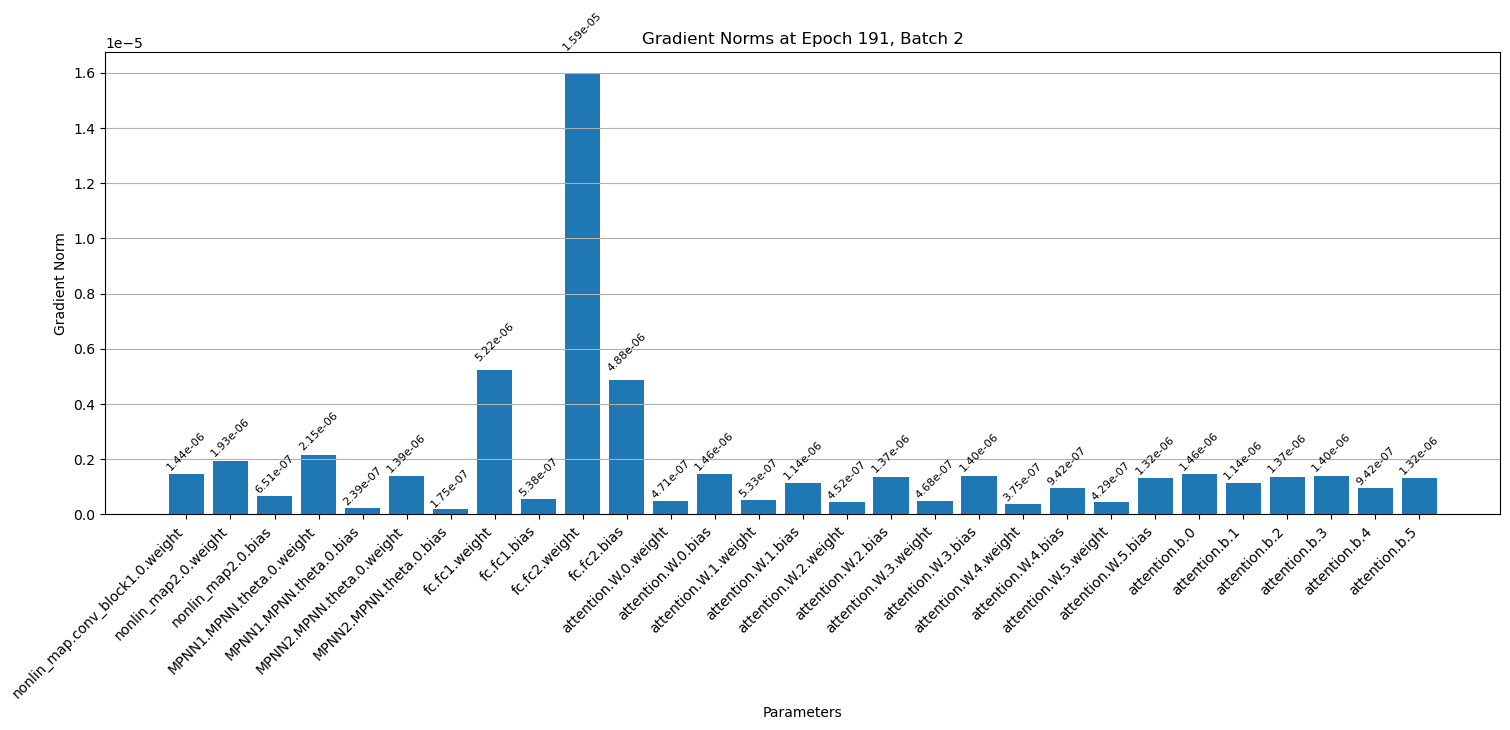 Gradient Norms at Epoch 191, Batch 2
1e−5
1.6
1.4
1.2
1.0
0.8
0.6
0.4
0.2
0.0
Gradient Norm
1.44e-06
1.93e-06
6.51e-07
2.15e-06
2.39e-07
1.39e-06
1.75e-07
5.22e-06
5.38e-07
1.59e-05
4.88e-06
4.71e-07
1.46e-06
5.33e-07
1.14e-06
4.52e-07
1.37e-06
4.68e-07
1.40e-06
3.75e-07
9.42e-07
4.29e-07
1.32e-06
1.46e-06
1.14e-06
1.37e-06
1.40e-06
9.42e-07
1.32e-06
nonlin_map.conv_block1.0.weight
nonlin_map2.0.weight
nonlin_map2.0.bias
MPNN1.MPNN.theta.0.weight
MPNN1.MPNN.theta.0.bias
MPNN2.MPNN.theta.0.weight
MPNN2.MPNN.theta.0.bias
fc.fc1.weight
fc.fc1.bias
fc.fc2.weight
fc.fc2.bias
attention.W.0.weight
attention.W.0.bias
attention.W.1.weight
attention.W.1.bias
attention.W.2.weight
attention.W.2.bias
attention.W.3.weight
attention.W.3.bias
attention.W.4.weight
attention.W.4.bias
attention.W.5.weight
attention.W.5.bias
attention.b.0
attention.b.1
attention.b.2
attention.b.3
attention.b.4
attention.b.5
Parameters